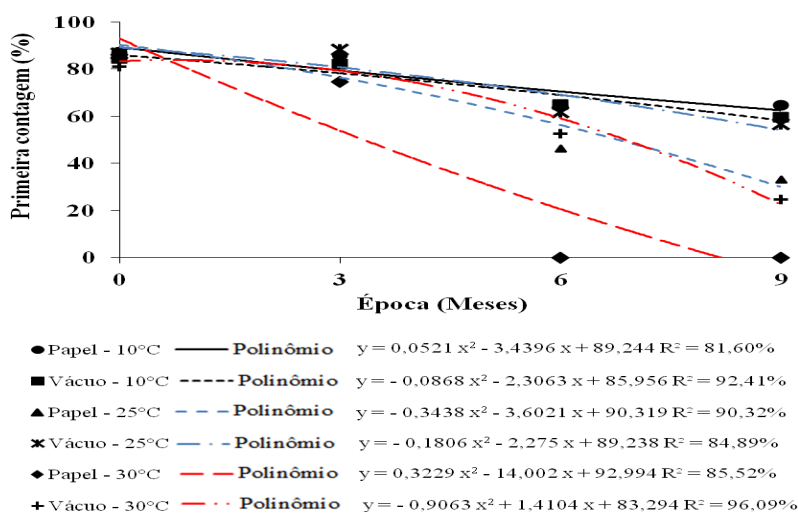 Primeira contagem (%)
100
80
60
40
20
0
0 3 6 9
Época (Meses)
Papel - 10°C Polinômio y = 0,0521 x² - 3,4396 x + 89,244 R² = 81,60%
Vácuo - 10°C Polinômio y = - 0,0868 x² - 2,3063 x + 85,956 R² = 92,41%
Papel - 25°C Polinômio y = - 0,3438 x² - 3,6021 x + 90,319 R² = 90,32%
Vácuo - 25°C Polinômio y = - 0,1806 x² - 2,275 x + 89,238 R² = 84,89%
Papel - 30°C Polinômio y = 0,3229 x² - 14,002 x + 92,994 R² = 85,52%
Vácuo - 30°C Polinômio y = - 0,9063 x² + 1,4104 x + 83,294 R² = 96,09%